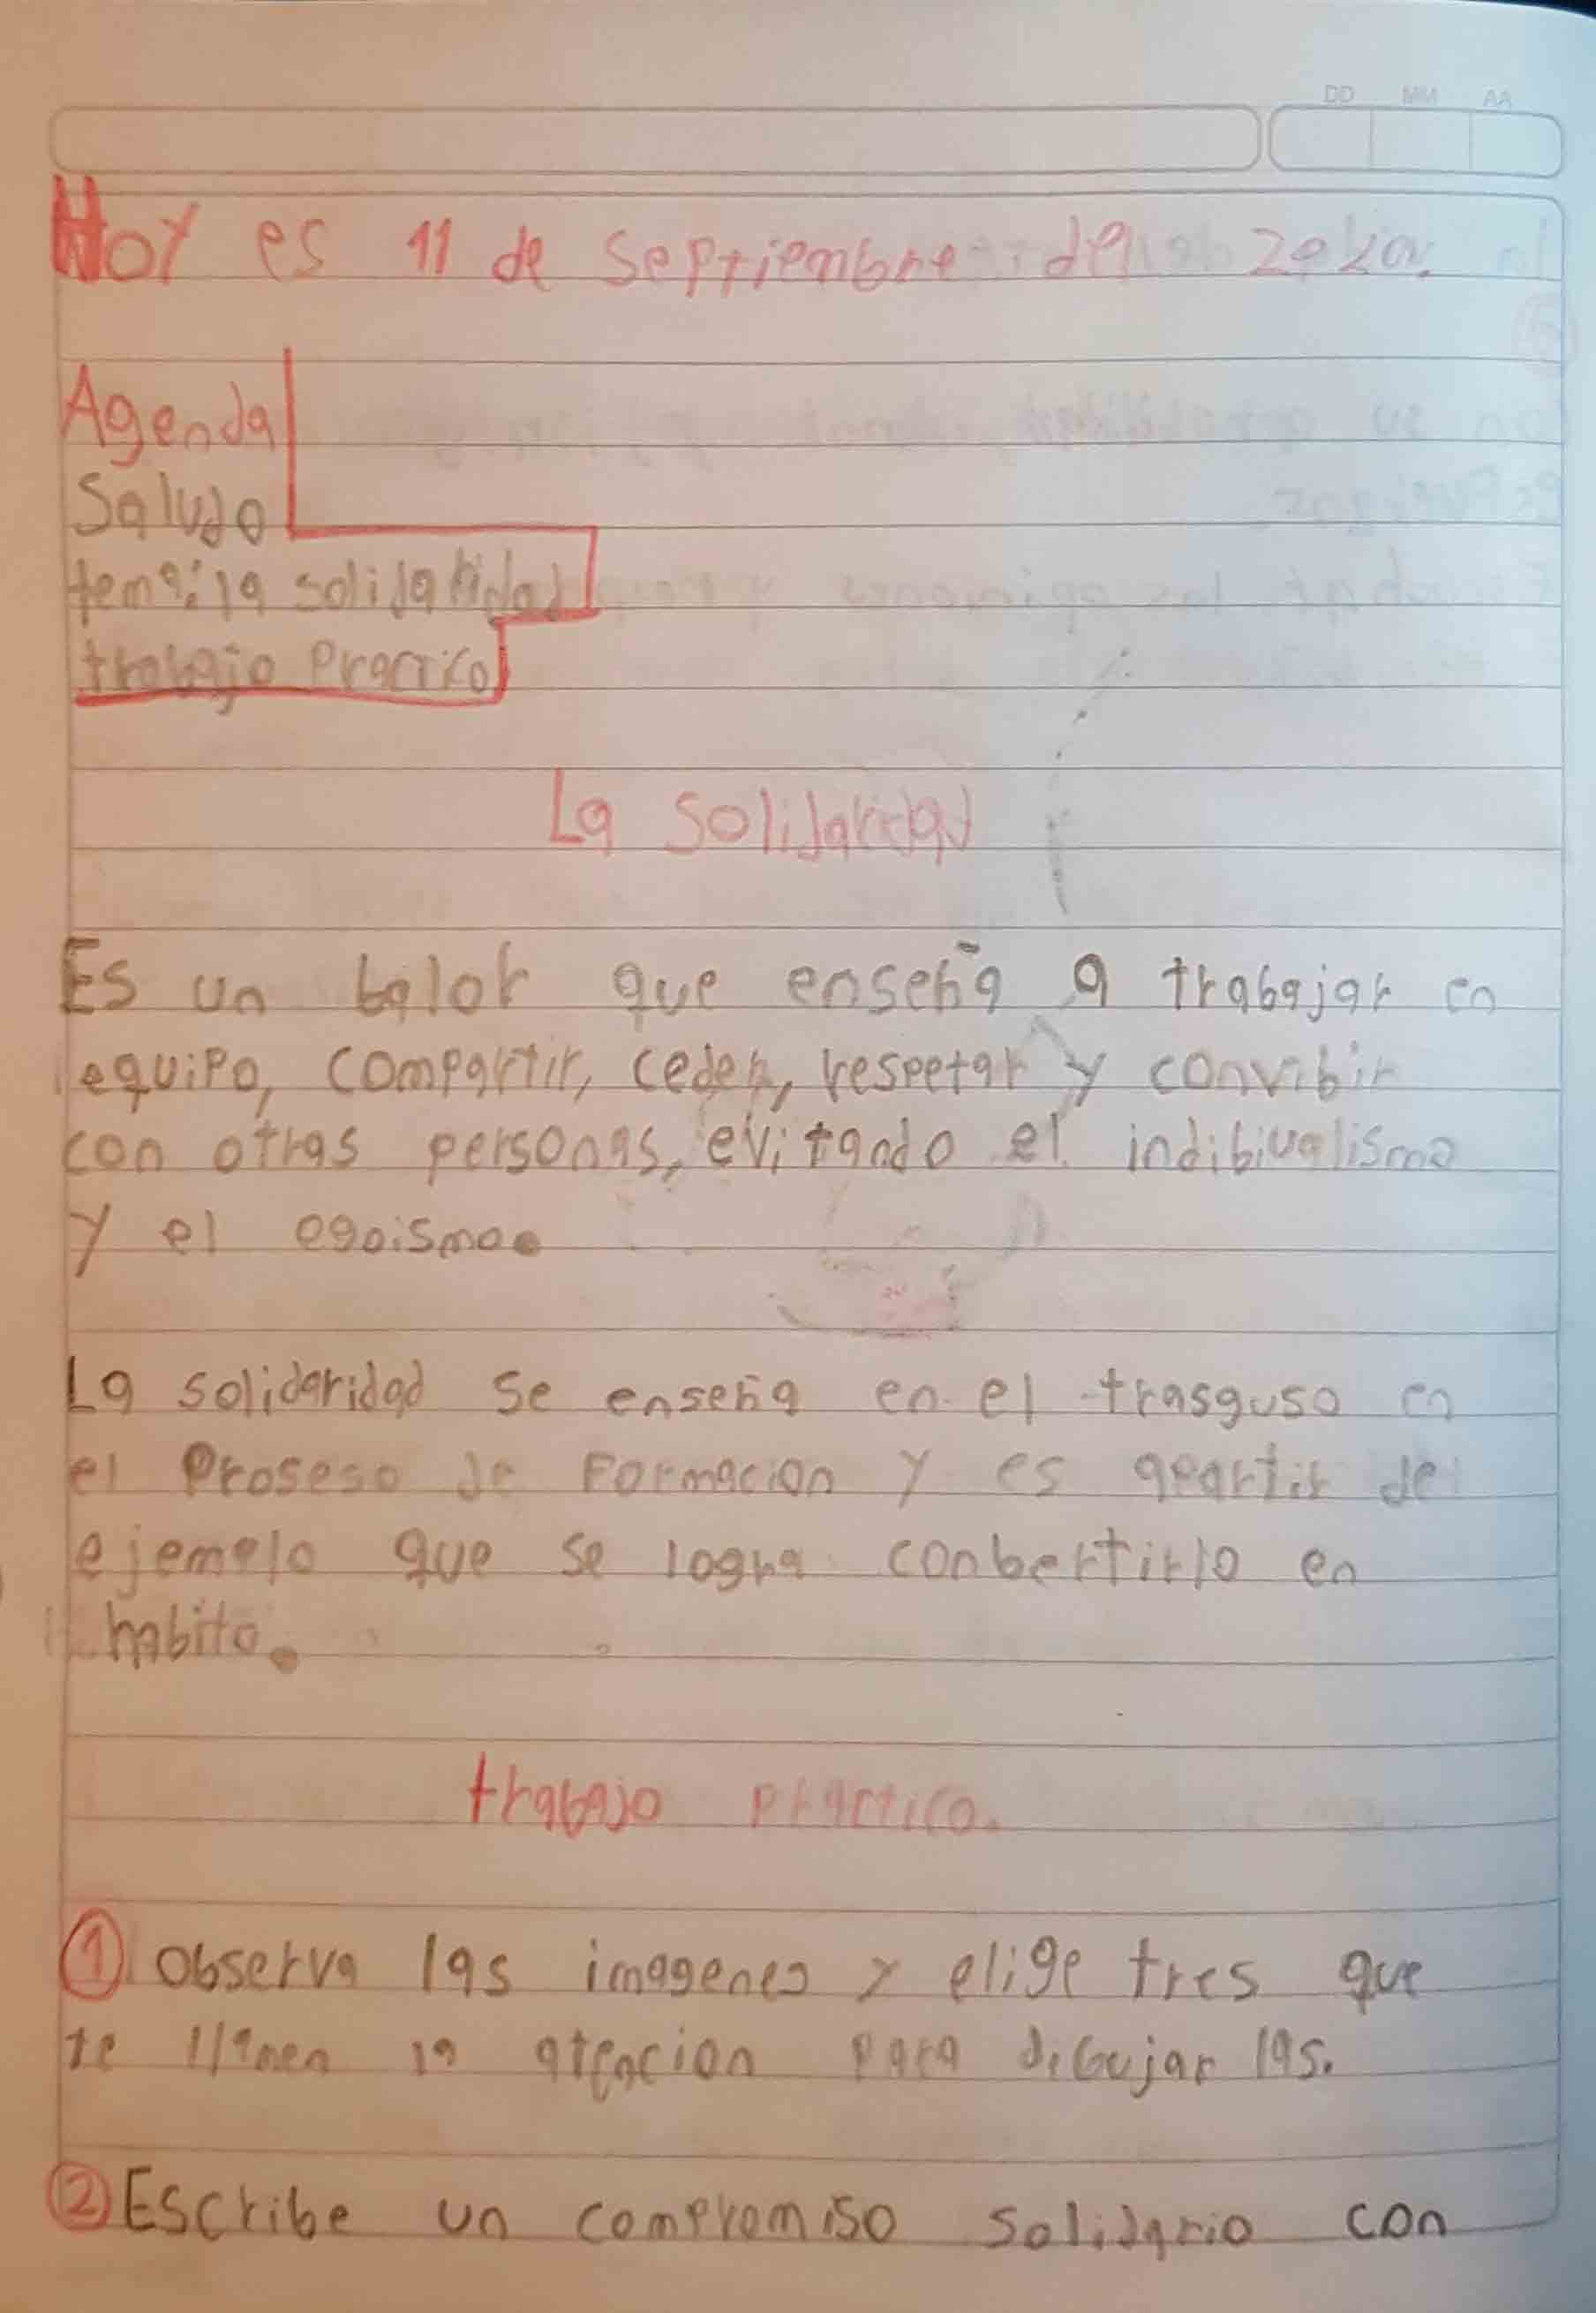 DD MM AA
Hoy es 11 de septiembre del
Agenda
Saludo
tema: la solidaridad
trabajo practico
La solidaridad
Es un balor que enseña a trabajar en
equipo, compartir, ceder, respetar y convibir
con otras personas, evitando el indibiualismo
y el egoismo.
La solidaridad se enseña en el trasguso en
el proseso de Formacion y es apartir del
ejemplo que se logra conbertirlo en
habito.
trabajo practico.
1 observa las imagenes y elige tres que
te llamen la atencion para dibujar las.
2 Escribe un compromiso solidario con